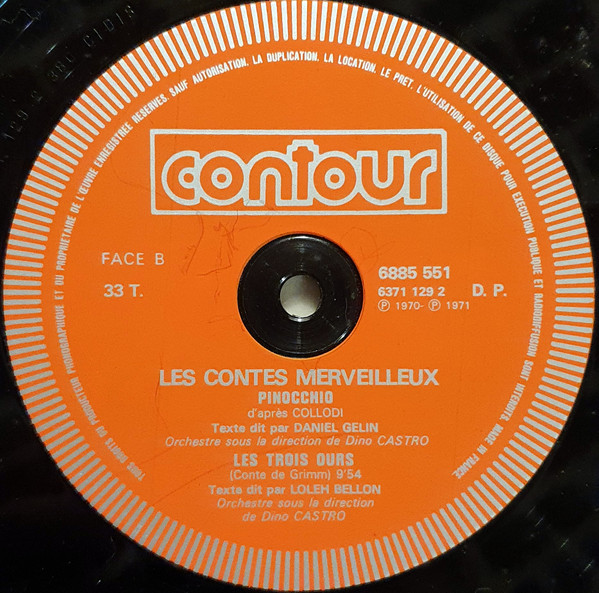 TOUS DROITS DU PRODUCTEUR PHONOGRAPHIQUE ET DU PROPRIETAIRE DE L'ŒUVRE ENREGISTREE RESERVES. SAUF AUTORISATION. LA DUPLICATION. LA LOCATION. LE PRET. L'UTILISATION DE CE DISQUE POUR EXECUTION PUBLIQUE ET RADIODIFFUSION SONT INTERDITES. MADE IN FRANCE.
contour
FACE B
33 T.
6885 551
6371 129 2 D. P.
Ⓟ 1970- Ⓟ 1971
LES CONTES MERVEILLEUX
PINOCCHIO
d'après COLLODI
Texte dit par DANIEL GELIN
Orchestre sous la direction de Dino CASTRO
LES TROIS OURS
(Conte de Grimm) 9'54
Texte dit par LOLEH BELLON
Orchestre sous la direction
de Dino CASTRO